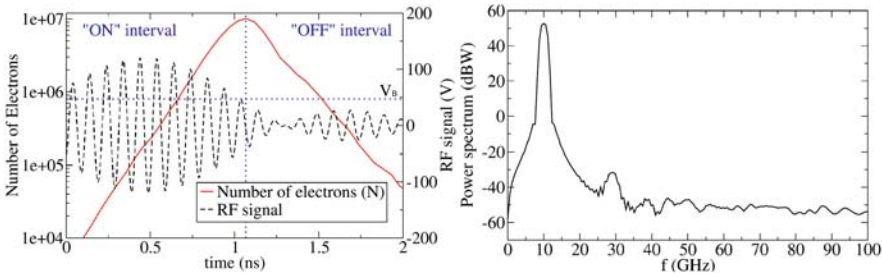 1e+07
1e+06
1e+05
1e+04
Number of Electrons
"ON" interval
"OFF" interval
V_B
Number of electrons (N)
RF signal
0
0.5
1
1.5
2
time (ns)
200
100
0
-100
-200
RF signal (V)
60
40
20
0
-20
-40
-60
Power spectrum (dBW)
0
10
20
30
40
50
60
70
80
90
100
f (GHz)